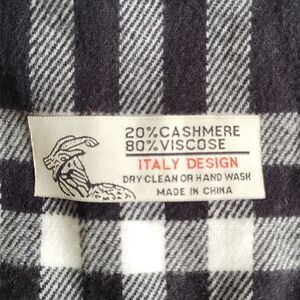 20%CASHMERE
80%VISCOSE
ITALY DESIGN
DRY CLEAN OR HAND WASH
MADE IN CHINA